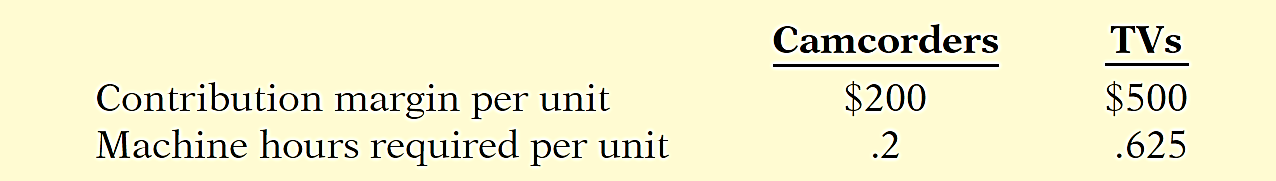 Camcorders TVs
Contribution margin per unit $200 $500
Machine hours required per unit .2 .625